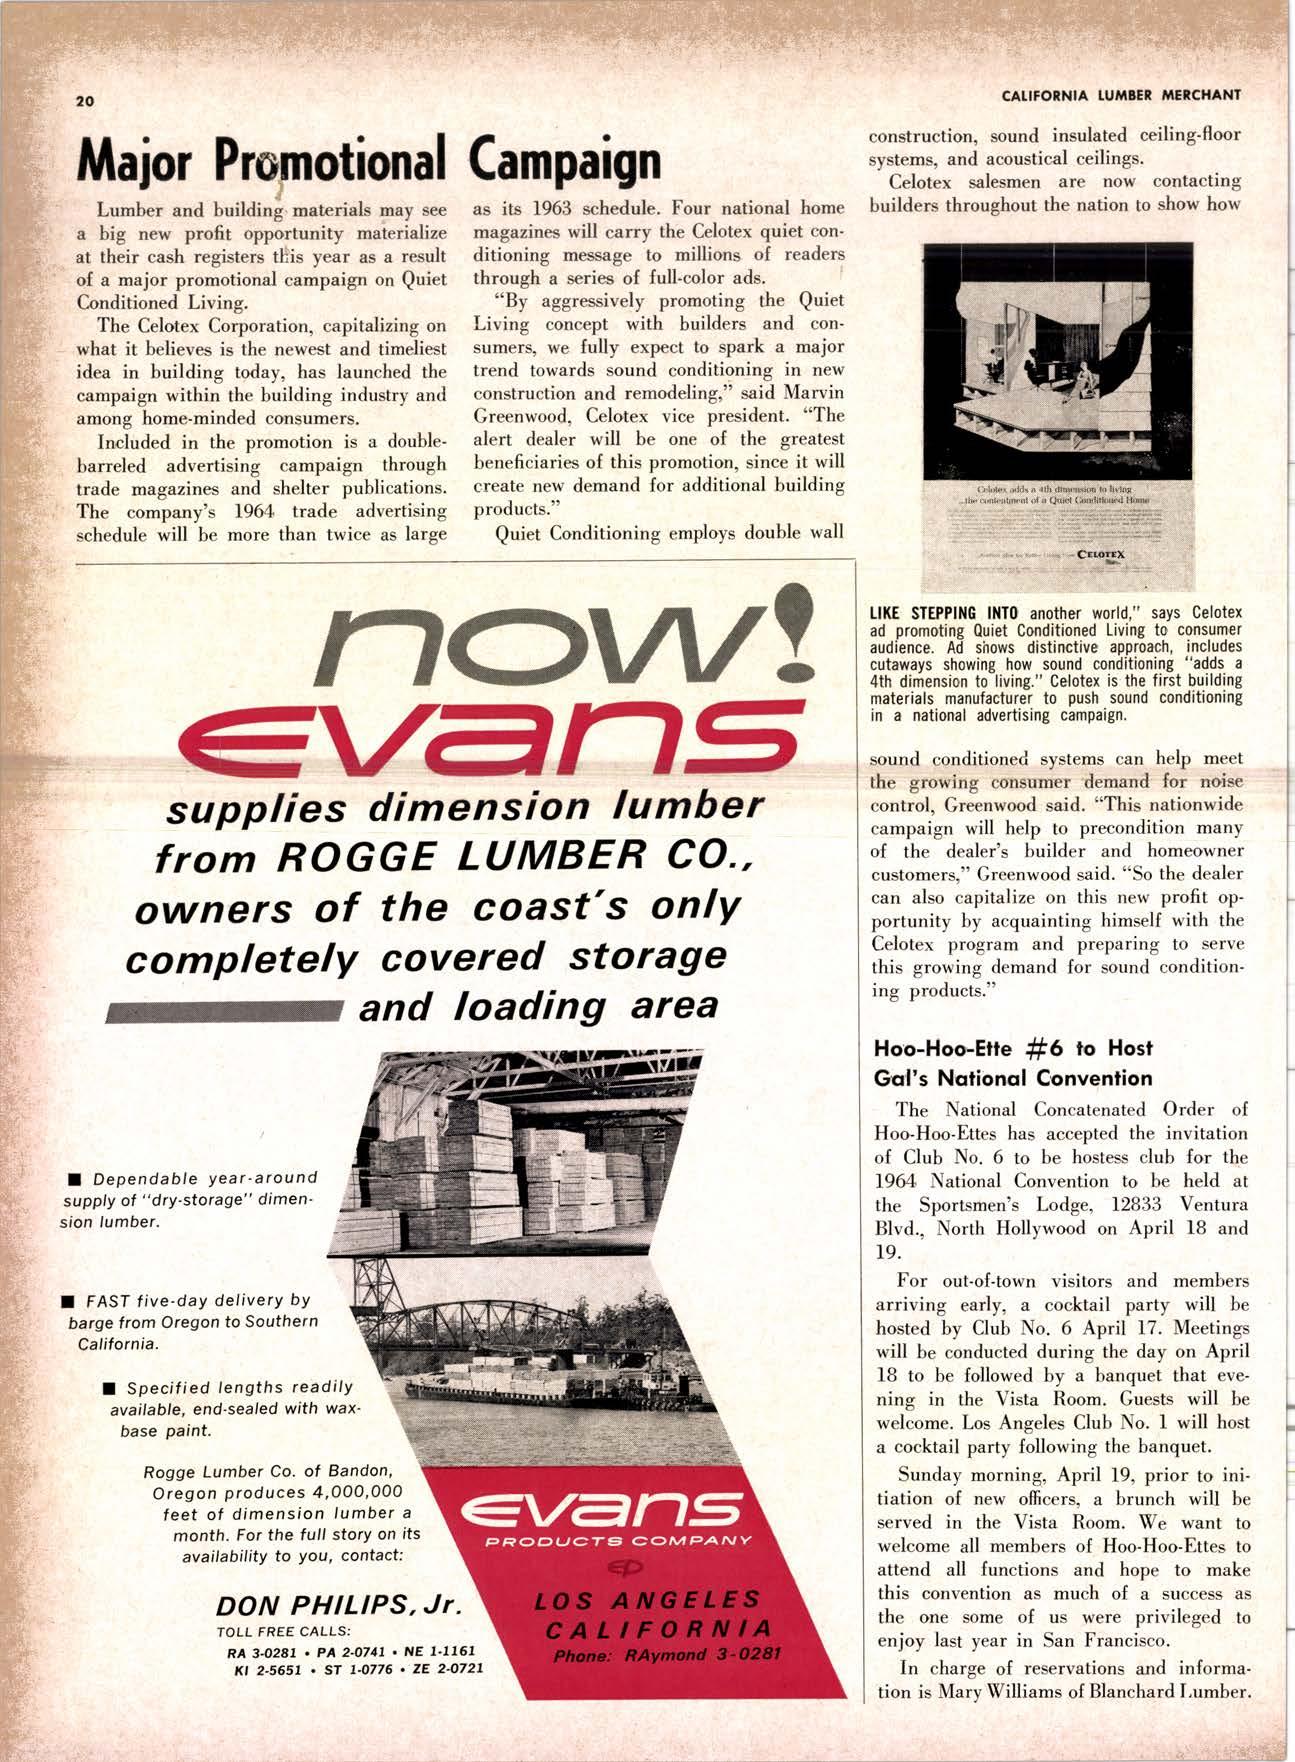 20
CALIFORNIA LUMBER MERCHANT
Major Promotional Campaign
Lumber and building materials may see
a big new profit opportunity materialize
at their cash registers this year as a result
of a major promotional campaign on Quiet
Conditioned Living.
The Celotex Corporation, capitalizing on
what it believes is the newest and timeliest
idea in building today, has launched the
campaign within the building industry and
among home-minded consumers.
Included in the promotion is a double-
barreled advertising campaign through
trade magazines and shelter publications.
The company's 1964 trade advertising
schedule will be more than twice as large
as its 1963 schedule. Four national home
magazines will carry the Celotex quiet con-
ditioning message to millions of readers
through a series of full-color ads.
"By aggressively promoting the Quiet
Living concept with builders and con-
sumers, we fully expect to spark a major
trend towards sound conditioning in new
construction and remodeling," said Marvin
Greenwood, Celotex vice president. "The
alert dealer will be one of the greatest
beneficiaries of this promotion, since it will
create new demand for additional building
products."
Quiet Conditioning employs double wall
construction, sound insulated ceiling-floor
systems, and acoustical ceilings.
Celotex salesmen are now contacting
builders throughout the nation to show how
Celotex adds a 4th dimension to living
...the contentment of a Quiet Conditioned Home
CELOTEX
LIKE STEPPING INTO another world," says Celotex
ad promoting Quiet Conditioned Living to consumer
audience. Ad shows distinctive approach, includes
cutaways showing how sound conditioning "adds a
4th dimension to living." Celotex is the first building
materials manufacturer to push sound conditioning
in a national advertising campaign.
sound conditioned systems can help meet
the growing consumer demand for noise
control, Greenwood said. "This nationwide
campaign will help to precondition many
of the dealer's builder and homeowner
customers," Greenwood said. "So the dealer
can also capitalize on this new profit op-
portunity by acquainting himself with the
Celotex program and preparing to serve
this growing demand for sound condition-
ing products."
Hoo-Hoo-Ette #6 to Host
Gal's National Convention
The National Concatenated Order of
Hoo-Hoo-Ettes has accepted the invitation
of Club No. 6 to be hostess club for the
1964 National Convention to be held at
the Sportsmen's Lodge, 12833 Ventura
Blvd., North Hollywood on April 18 and
19.
For out-of-town visitors and members
arriving early, a cocktail party will be
hosted by Club No. 6 April 17. Meetings
will be conducted during the day on April
18 to be followed by a banquet that eve-
ning in the Vista Room. Guests will be
welcome. Los Angeles Club No. 1 will host
a cocktail party following the banquet.
Sunday morning, April 19, prior to ini-
tiation of new officers, a brunch will be
served in the Vista Room. We want to
welcome all members of Hoo-Hoo-Ettes to
attend all functions and hope to make
this convention as much of a success as
the one some of us were privileged to
enjoy last year in San Francisco.
In charge of reservations and informa-
tion is Mary Williams of Blanchard Lumber.
now!
evans
supplies dimension lumber
from ROGGE LUMBER CO.,
owners of the coast's only
completely covered storage
and loading area
■ Dependable year-around
supply of "dry-storage" dimen-
sion lumber.
■ FAST five-day delivery by
barge from Oregon to Southern
California.
■ Specified lengths readily
available, end-sealed with wax-
base paint.
Rogge Lumber Co. of Bandon,
Oregon produces 4,000,000
feet of dimension lumber a
month. For the full story on its
availability to you, contact:
DON PHILIPS, Jr.
TOLL FREE CALLS:
RA 3-0281 • PA 2-0741 • NE 1-1161
KI 2-5651 • ST 1-0776 • ZE 2-0721
evans
PRODUCTS COMPANY
ep
LOS ANGELES
CALIFORNIA
Phone: RAymond 3-0281